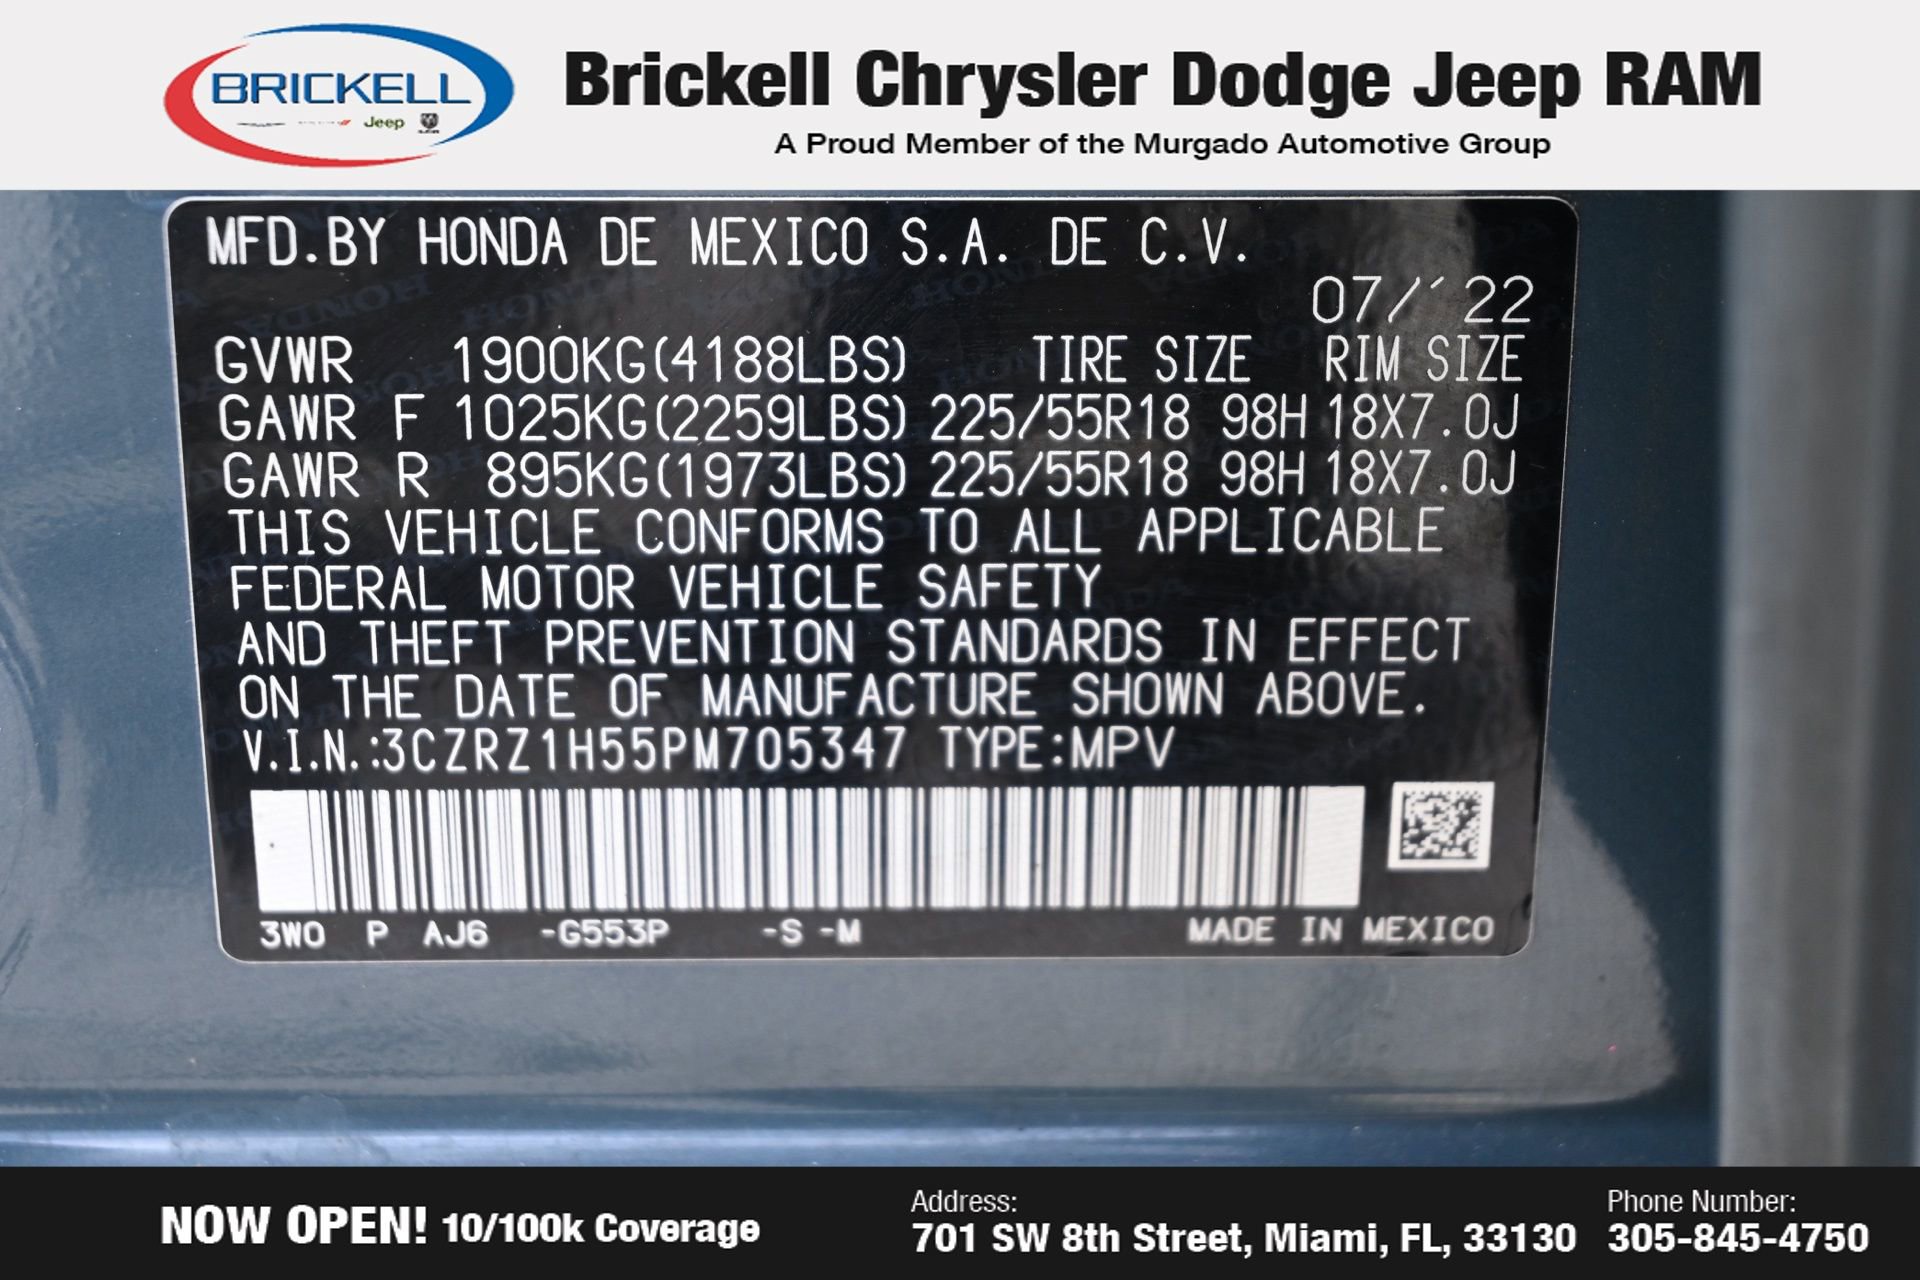 BRICKELL
Jeep
Brickell Chrysler Dodge Jeep RAM
A Proud Member of the Murgado Automotive Group
MFD.BY HONDA DE MEXICO S.A. DE C.V.
07/´22
GVWR 1900KG(4188LBS) TIRE SIZE RIM SIZE
GAWR F 1025KG(2259LBS) 225/55R18 98H 18X7.0J
GAWR R 895KG(1973LBS) 225/55R18 98H 18X7.0J
THIS VEHICLE CONFORMS TO ALL APPLICABLE
FEDERAL MOTOR VEHICLE SAFETY
AND THEFT PREVENTION STANDARDS IN EFFECT
ON THE DATE OF MANUFACTURE SHOWN ABOVE.
V.I.N.:3CZRZ1H55PM705347 TYPE:MPV
3W0 P AJ6 -G553P -S -M MADE IN MEXICO
NOW OPEN! 10/100k Coverage
Address:
701 SW 8th Street, Miami, FL, 33130
Phone Number:
305-845-4750